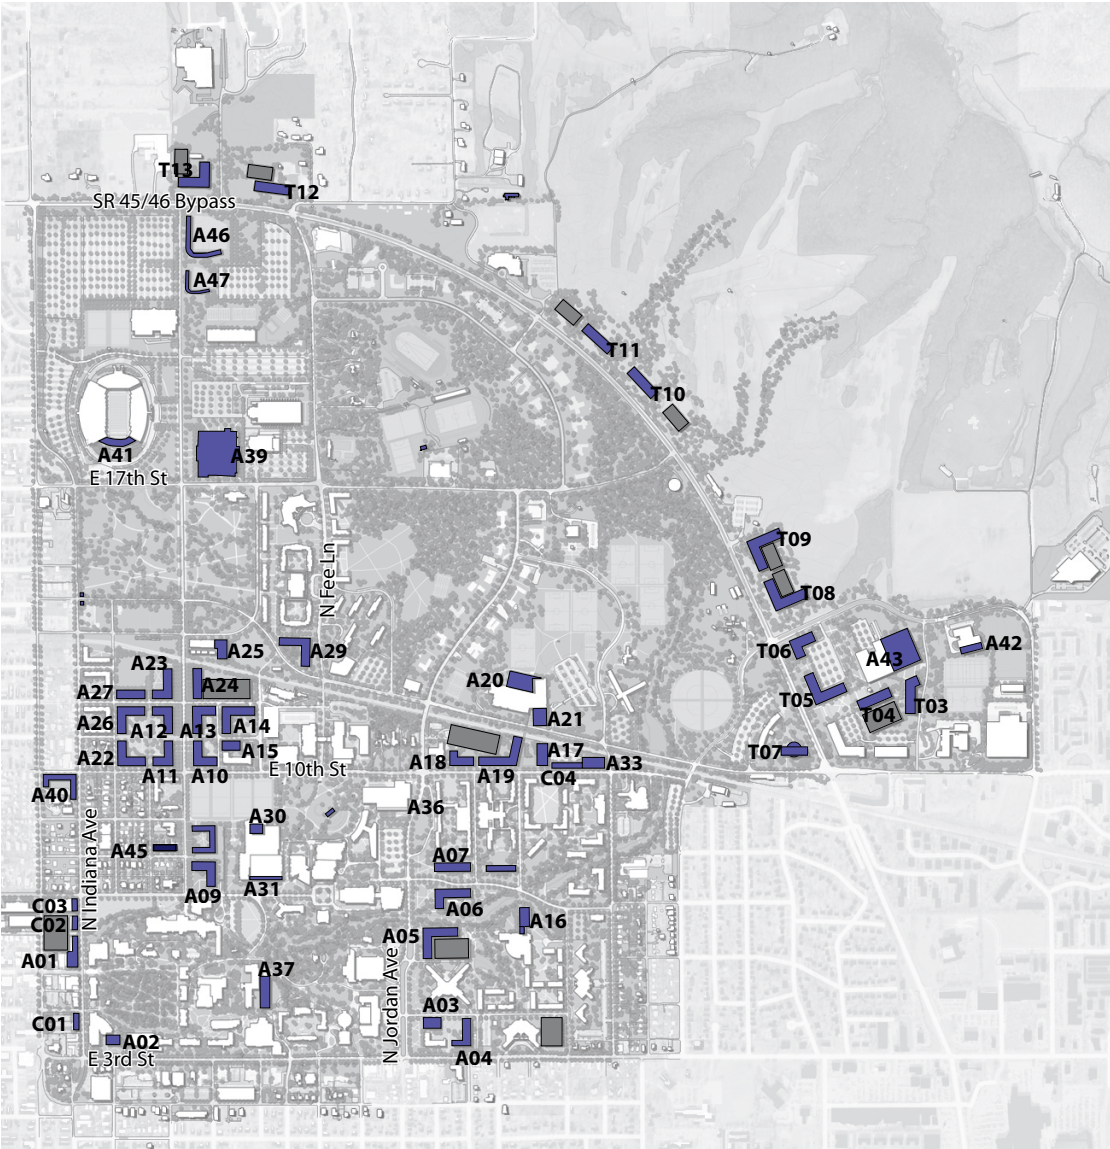 T13
T12
SR 45/46 Bypass
A46
A47
T11
T10
A41
A39
E 17th St
T09
N Fee Ln
T08
A25
A29
T06
A42
A23
A43
A27
A24
A20
T05
T03
T04
A26
A12
A13
A14
A21
A22
A15
T07
A11
A10
E 10th St
A18
A19
A17
A33
C04
A40
A36
A30
N Indiana Ave
A45
A07
A31
A09
C03
A06
C02
A16
A05
A01
A37
N Jordan Ave
A03
C01
A02
E 3rd St
A04